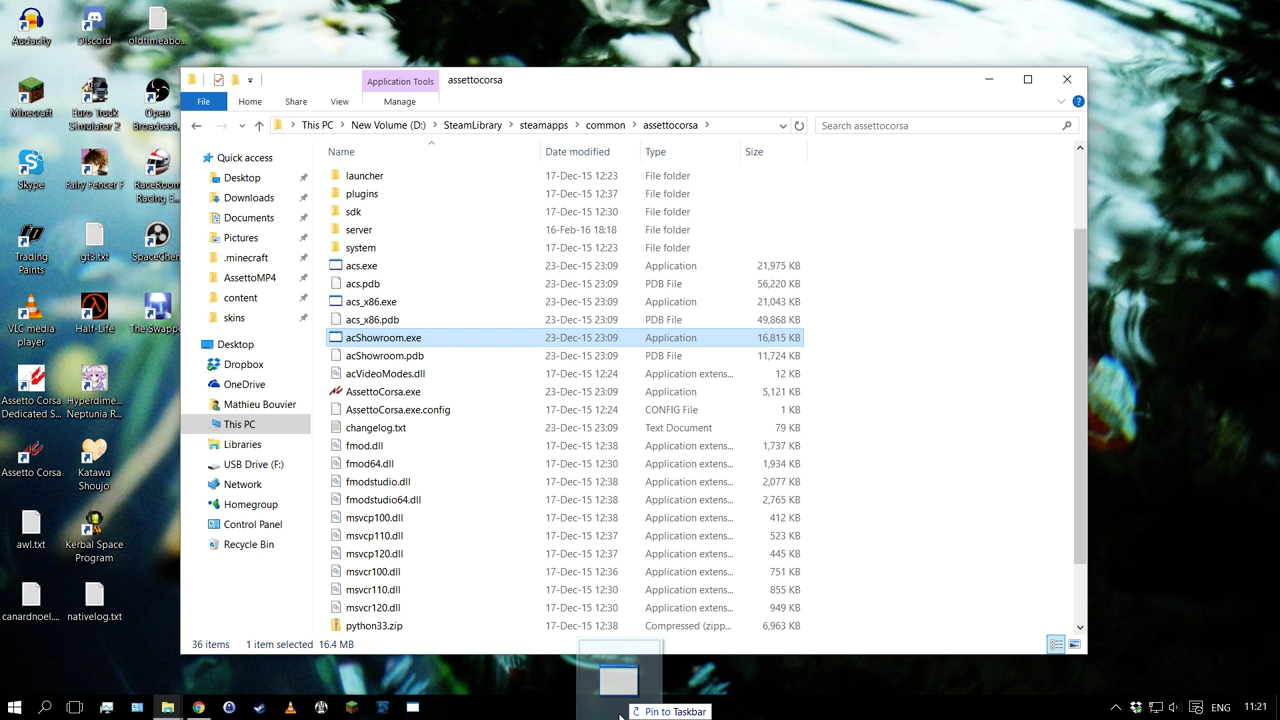 Audacity
Discord
oldtimeabo...
Minecraft
Euro Truck
Simulator 2
Open
Broadcast...
Skype
Fairy Fencer F
RaceRoom
Racing E...
Trading
Paints
gt3.txt
SpaceChem
VLC media
player
Half-Life
The Swapper
Assetto Corsa
Dedicated S...
Hyperdime...
Neptunia R...
Assetto Corsa
Katawa
Shoujo
awl.txt
Kerbal Space
Program
canardnoel....
nativelog.txt
Application Tools
assettocorsa
File
Home
Share
View
Manage
This PC > New Volume (D:) > SteamLibrary > steamapps > common > assettocorsa >
Search assettocorsa
Quick access
Desktop
Downloads
Documents
Pictures
.minecraft
AssettoMP4
content
skins
Desktop
Dropbox
OneDrive
Mathieu Bouvier
This PC
Libraries
USB Drive (F:)
Network
Homegroup
Control Panel
Recycle Bin
Name Date modified Type Size
launcher 17-Dec-15 12:23 File folder
plugins 17-Dec-15 12:37 File folder
sdk 17-Dec-15 12:30 File folder
server 16-Feb-16 18:18 File folder
system 17-Dec-15 12:23 File folder
acs.exe 23-Dec-15 23:09 Application 21,975 KB
acs.pdb 23-Dec-15 23:09 PDB File 56,220 KB
acs_x86.exe 23-Dec-15 23:09 Application 21,043 KB
acs_x86.pdb 23-Dec-15 23:09 PDB File 49,868 KB
acShowroom.exe 23-Dec-15 23:09 Application 16,815 KB
acShowroom.pdb 23-Dec-15 23:09 PDB File 11,724 KB
acVideoModes.dll 17-Dec-15 12:24 Application extens... 12 KB
AssettoCorsa.exe 23-Dec-15 23:09 Application 5,121 KB
AssettoCorsa.exe.config 17-Dec-15 12:24 CONFIG File 1 KB
changelog.txt 23-Dec-15 23:09 Text Document 79 KB
fmod.dll 17-Dec-15 12:38 Application extens... 1,737 KB
fmod64.dll 17-Dec-15 12:30 Application extens... 1,934 KB
fmodstudio.dll 17-Dec-15 12:38 Application extens... 2,077 KB
fmodstudio64.dll 17-Dec-15 12:38 Application extens... 2,765 KB
msvcp100.dll 17-Dec-15 12:38 Application extens... 412 KB
msvcp110.dll 17-Dec-15 12:37 Application extens... 523 KB
msvcp120.dll 17-Dec-15 12:37 Application extens... 445 KB
msvcr100.dll 17-Dec-15 12:36 Application extens... 751 KB
msvcr110.dll 17-Dec-15 12:30 Application extens... 855 KB
msvcr120.dll 17-Dec-15 12:30 Application extens... 949 KB
python33.zip 17-Dec-15 12:38 Compressed (zipp... 6,963 KB
36 items 1 item selected 16.4 MB
Pin to Taskbar
ENG 11:21